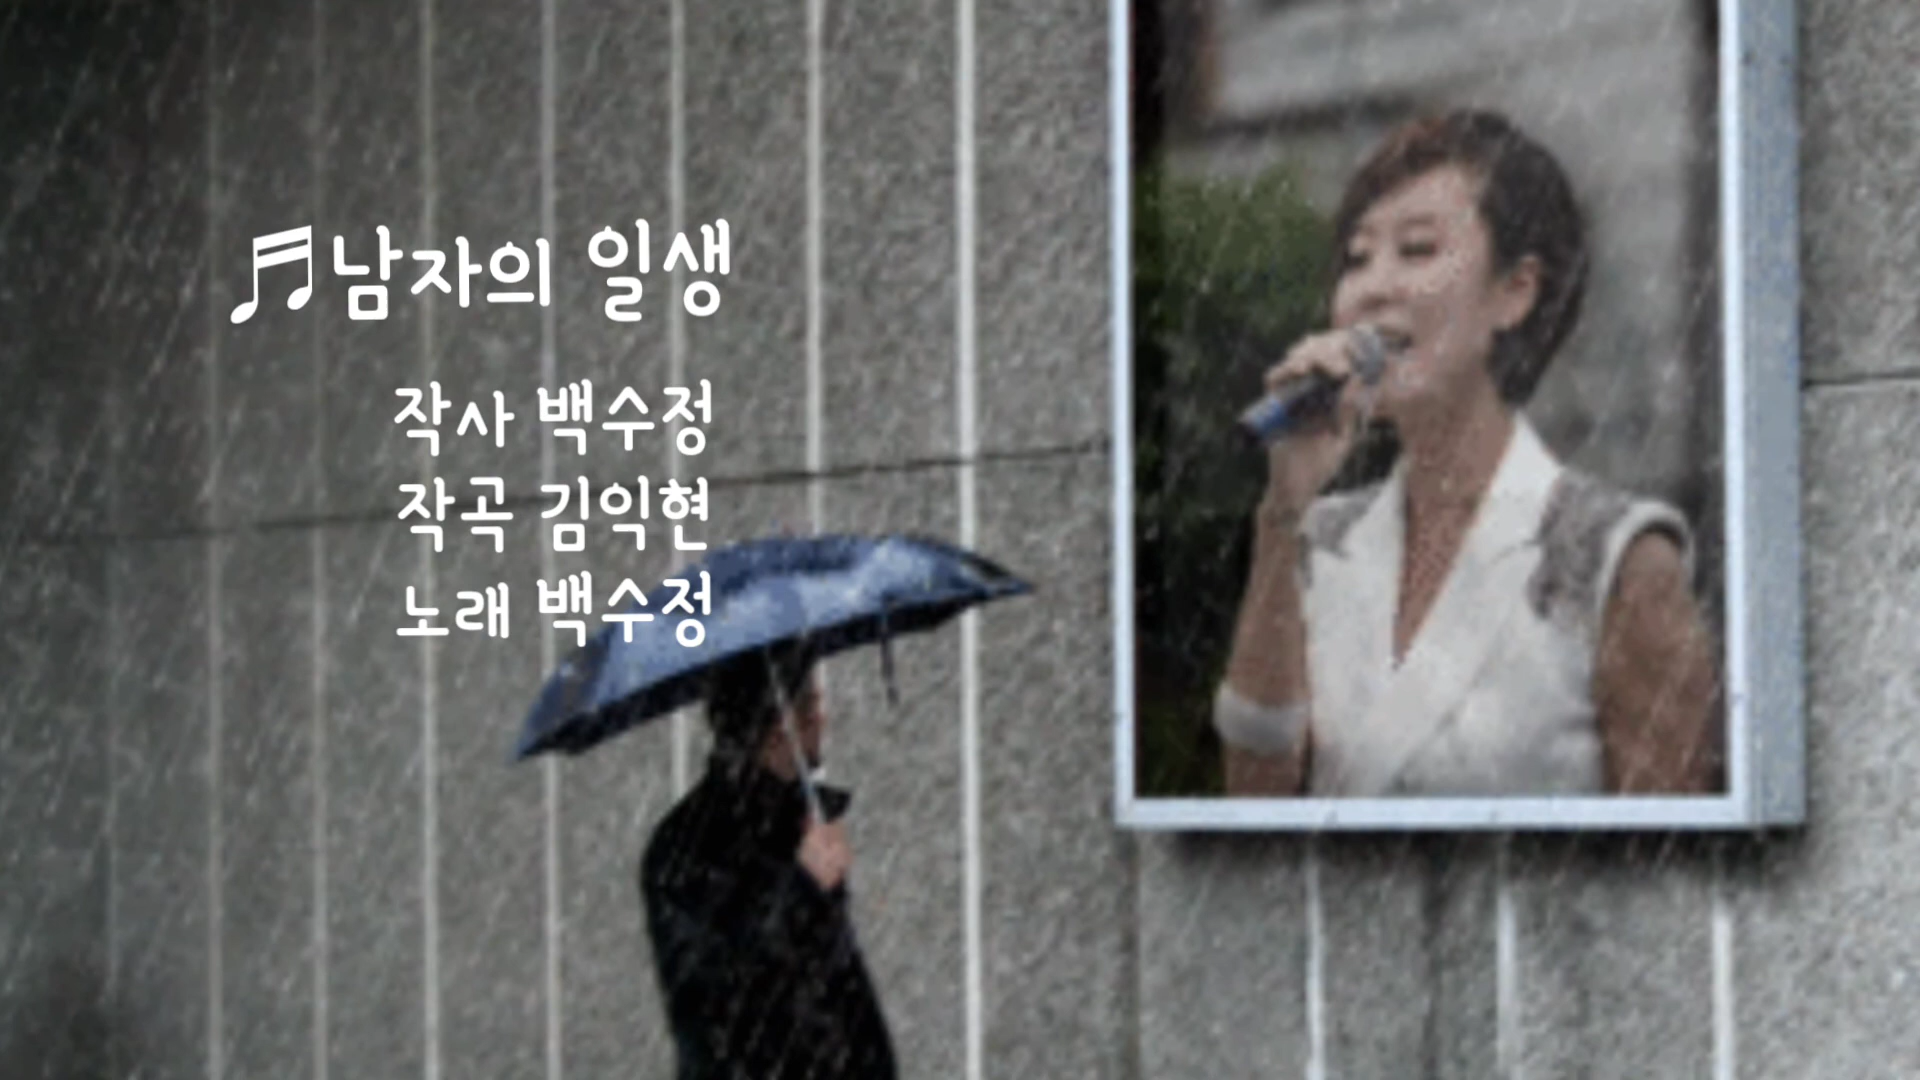 남자의 일생
작사 백수정
작곡 김익현
노래 백수정